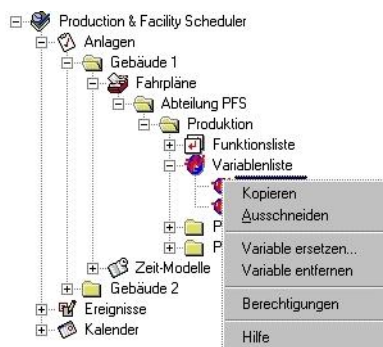 Production & Facility Scheduler
Anlagen
Gebäude 1
Fahrpläne
Abteilung PFS
Produktion
Funktionsliste
Variablenliste
Kopieren
Ausschneiden
P
Variable ersetzen...
P
Variable entfernen
Zeit-Modelle
Gebäude 2
Berechtigungen
Ereignisse
Kalender
Hilfe